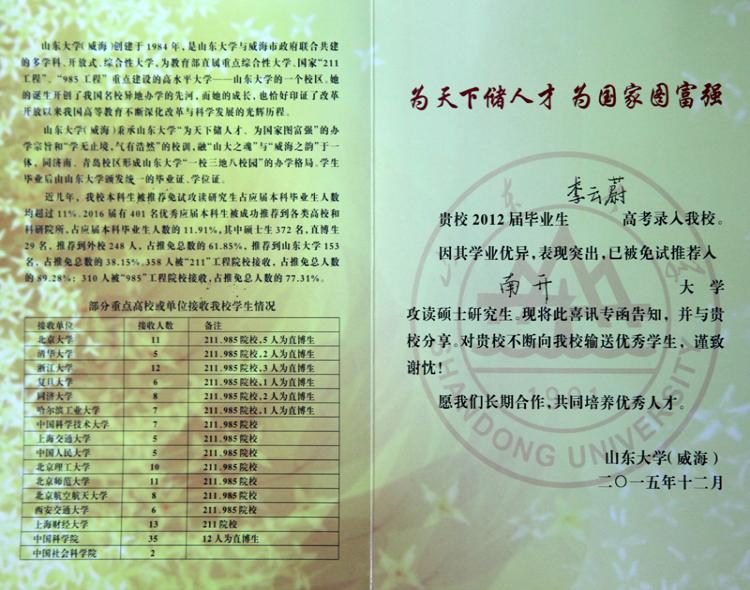 山东大学(威海)创建于1984年,是山东大学与威海市政府联合共建
的多学科、开放式、综合性大学,为教育部直属重点综合性大学、国家“211
工程”、“985工程”重点建设的高水平大学——山东大学的一个校区。她
的诞生开创了我国名校异地办学的先河,而她的成长,也恰好印证了改革
开放以来我国高等教育不断深化改革与科学发展的光辉历程。
山东大学(威海)秉承山东大学“为天下储人才、为国家图富强”的办
学宗旨和“学无止境,气有浩然”的校训,融“山大之魂”与“威海之韵”于一
体,同济南、青岛校区形成山东大学“一校三地八校园”的办学格局。学生
毕业后由山东大学颁发统一的毕业证、学位证。
近几年,我校本科生被推荐免试攻读研究生占应届本科毕业生人数
均超过11%。2016届有401名优秀应届本科生被成功推荐到各类高校和
科研院所,占应届本科生人数的11.91%,其中硕士生372名,直博生
29名,推荐到外校248人,占推免总数的61.85%,推荐到山东大学153
名,占推免总数的38.15%。358人被“211”工程院校接收,占推免总人数
的89.28%;310人被“985”工程院校接收,占推免总人数的77.31%。
部分重点高校或单位接收我校学生情况
接收单位 接收人数 备注
北京大学 11 211.985院校,5人为直博生
清华大学 5 211.985院校,2人为直博生
浙江大学 12 211.985院校,3人为直博生
复旦大学 6 211.985院校,1人为直博生
同济大学 8 211.985院校,2人为直博生
哈尔滨工业大学 7 211.985院校,1人为直博生
中国科学技术大学 7 211.985院校
上海交通大学 5 211.985院校
中国人民大学 5 211.985院校
北京理工大学 10 211.985院校
北京师范大学 11 211.985院校
北京航空航天大学 8 211.985院校
西安交通大学 6 211.985院校
上海财经大学 13 211院校
中国科学院 35 12人为直博生
中国社会科学院 2
为天下储人才 为国家图富强
贵校2012届毕业生 李云蔚 高考录入我校。
因其学业优异,表现突出,已被免试推荐入
南开 大学
攻读硕士研究生。现将此喜讯专函告知,并与贵
校分享。对贵校不断向我校输送优秀学生,谨致
谢忱!
愿我们长期合作,共同培养优秀人才。
山东大学(威海)
二〇一五年十二月
山东大学
1901
SHANDONG UNIVERSITY